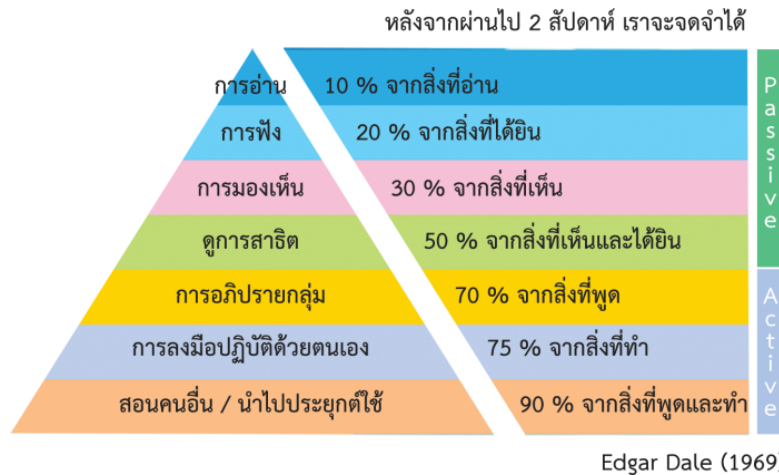 หลังจากผ่านไป 2 สัปดาห์ เราจะจดจำได้
การอ่าน 10 % จากสิ่งที่อ่าน
การฟัง 20 % จากสิ่งที่ได้ยิน
การมองเห็น 30 % จากสิ่งที่เห็น
ดูการสาธิต 50 % จากสิ่งที่เห็นและได้ยิน
Passive
การอภิปรายกลุ่ม 70 % จากสิ่งที่พูด
การลงมือปฏิบัติด้วยตนเอง 75 % จากสิ่งที่ทำ
สอนคนอื่น / นำไปประยุกต์ใช้ 90 % จากสิ่งที่พูดและทำ
Active
Edgar Dale (1969)